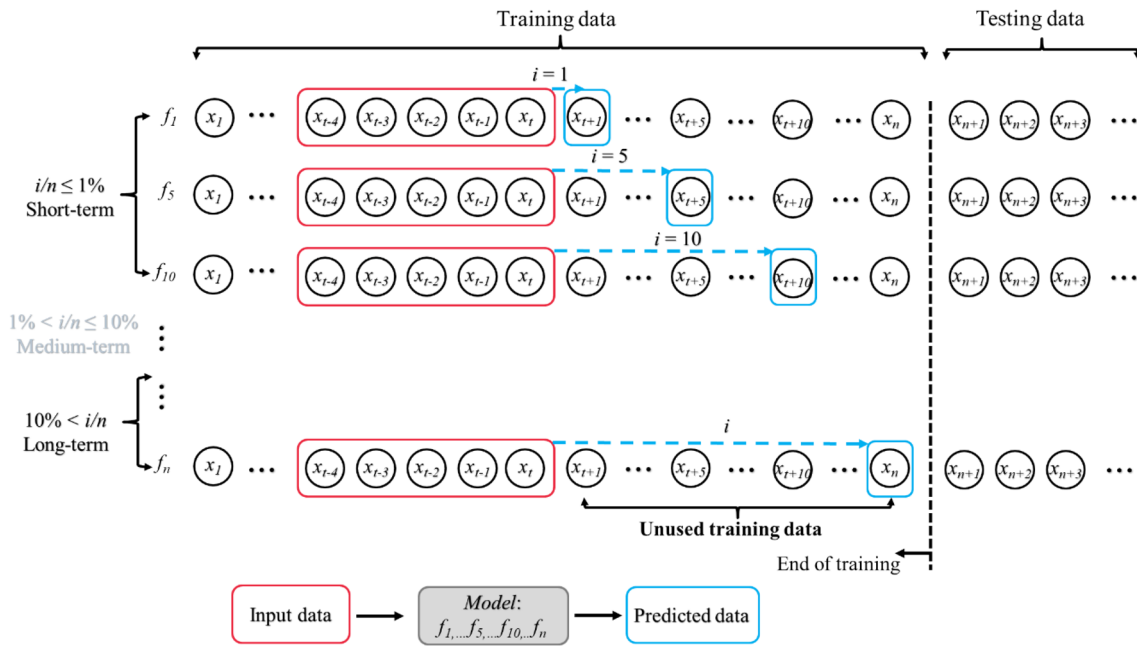 Training data
Testing data
i = 1
f1 x1 ... xt-4 xt-3 xt-2 xt-1 xt xt+1 ... xt+5 ... xt+10 ... xn xn+1 xn+2 xn+3 ...
i = 5
i/n ≤ 1%
Short-term
f5 x1 ... xt-4 xt-3 xt-2 xt-1 xt xt+1 ... xt+5 ... xt+10 ... xn xn+1 xn+2 xn+3 ...
i = 10
f10 x1 ... xt-4 xt-3 xt-2 xt-1 xt xt+1 ... xt+5 ... xt+10 ... xn xn+1 xn+2 xn+3 ...
1% < i/n ≤ 10%
Medium-term
10% < i/n
Long-term
i
fn x1 ... xt-4 xt-3 xt-2 xt-1 xt xt+1 ... xt+5 ... xt+10 ... xn xn+1 xn+2 xn+3 ...
Unused training data
End of training
Input data
Model:
f1,...f5,...f10,..fn
Predicted data